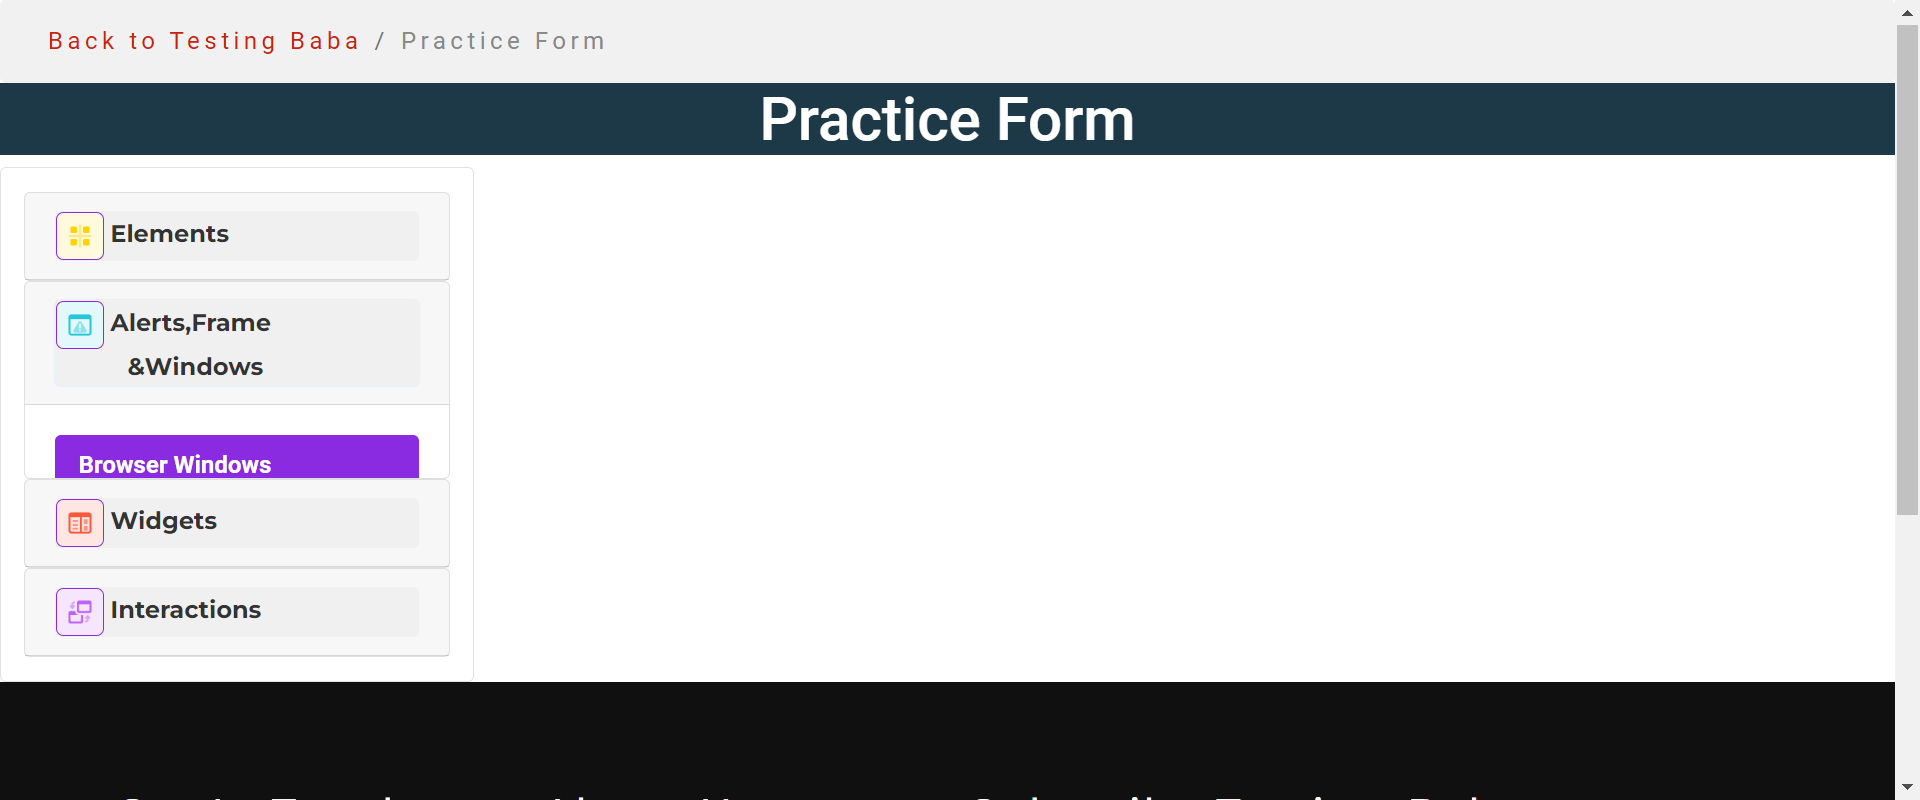 Back to Testing Baba / Practice Form
Practice Form
Elements
Alerts,Frame
&Windows
Browser Windows
Widgets
Interactions